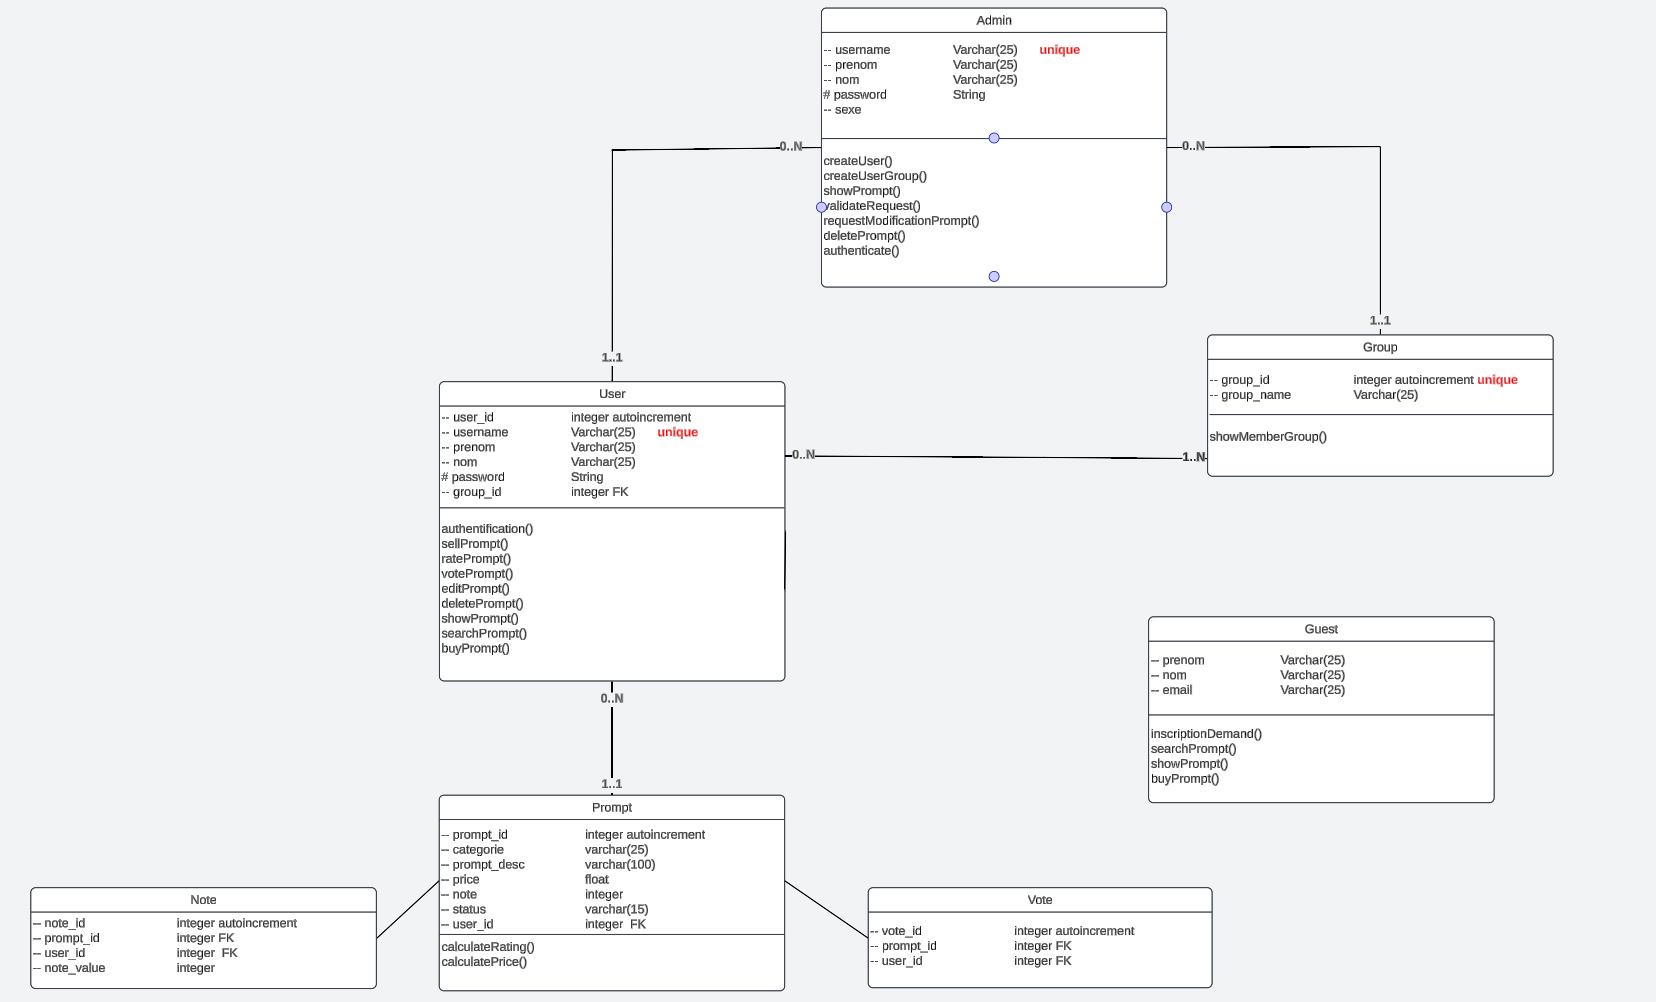 Admin
-- username Varchar(25) unique
-- prenom Varchar(25)
-- nom Varchar(25)
# password String
-- sexe
createUser()
createUserGroup()
showPrompt()
validateRequest()
requestModificationPrompt()
deletePrompt()
authenticate()
0..N
0..N
1..1
1..1
Group
-- group_id integer autoincrement unique
-- group_name Varchar(25)
showMemberGroup()
User
-- user_id integer autoincrement
-- username Varchar(25) unique
-- prenom Varchar(25)
-- nom Varchar(25)
# password String
-- group_id integer FK
authentification()
sellPrompt()
ratePrompt()
votePrompt()
editPrompt()
deletePrompt()
showPrompt()
searchPrompt()
buyPrompt()
0..N
1..N
Guest
-- prenom Varchar(25)
-- nom Varchar(25)
-- email Varchar(25)
inscriptionDemand()
searchPrompt()
showPrompt()
buyPrompt()
0..N
1..1
Prompt
-- prompt_id integer autoincrement
-- categorie varchar(25)
-- prompt_desc varchar(100)
-- price float
-- note integer
-- status varchar(15)
-- user_id integer FK
calculateRating()
calculatePrice()
Note
-- note_id integer autoincrement
-- prompt_id integer FK
-- user_id integer FK
-- note_value integer
Vote
-- vote_id integer autoincrement
-- prompt_id integer FK
-- user_id integer FK